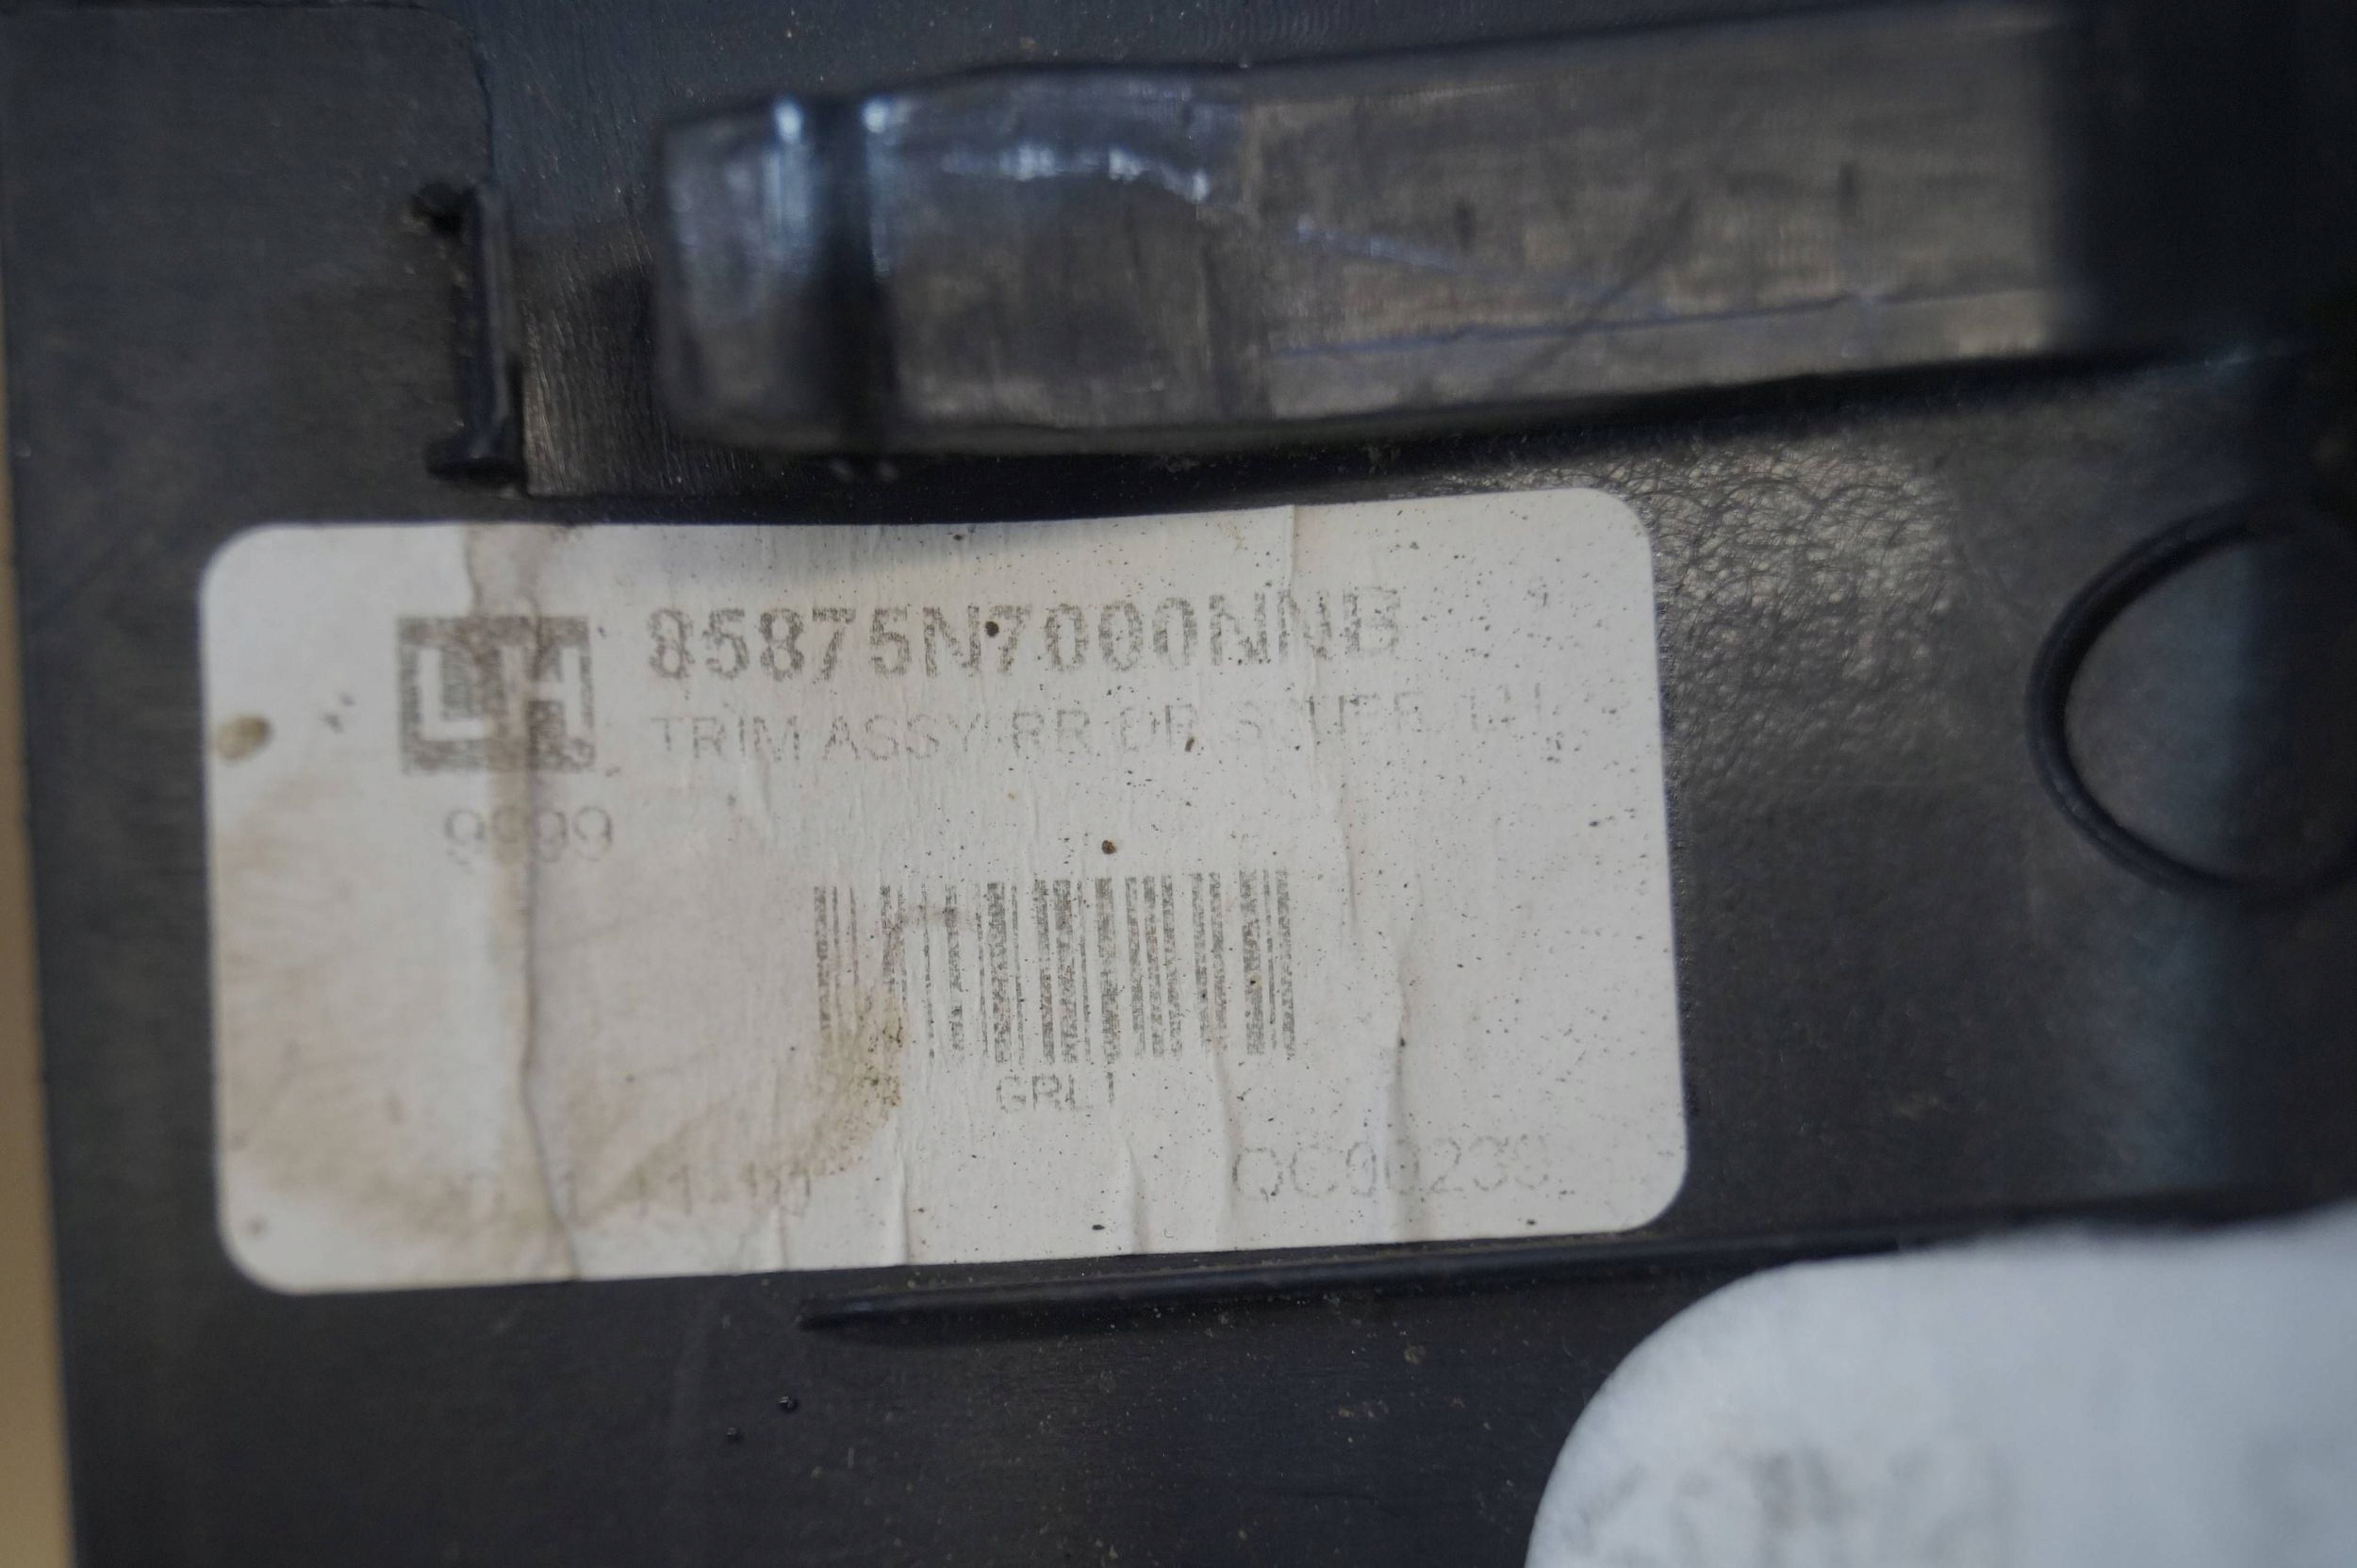 85875N7000NNB
TRIM ASSY-RR DR SCUFF, LH
9999
GRL1